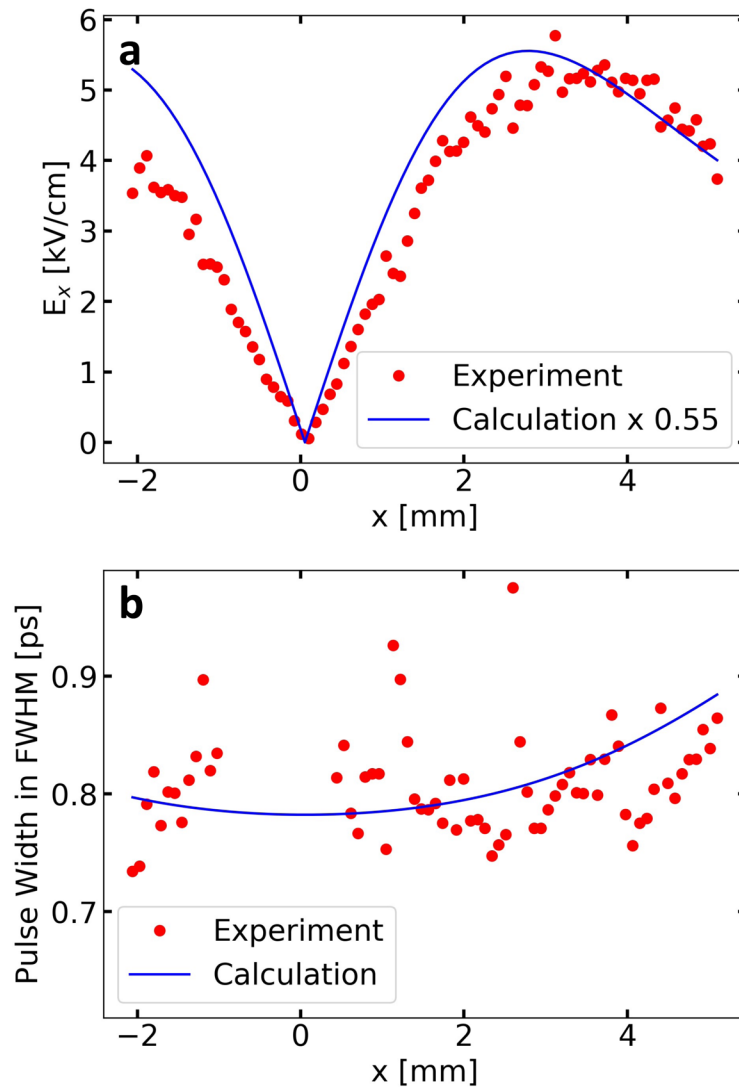 a
6
5
4
3
2
1
0
Eₓ [kV/cm]
Experiment
Calculation x 0.55
−2 0 2 4
x [mm]
b
0.9
0.8
0.7
Pulse Width in FWHM [ps]
Experiment
Calculation
−2 0 2 4
x [mm]